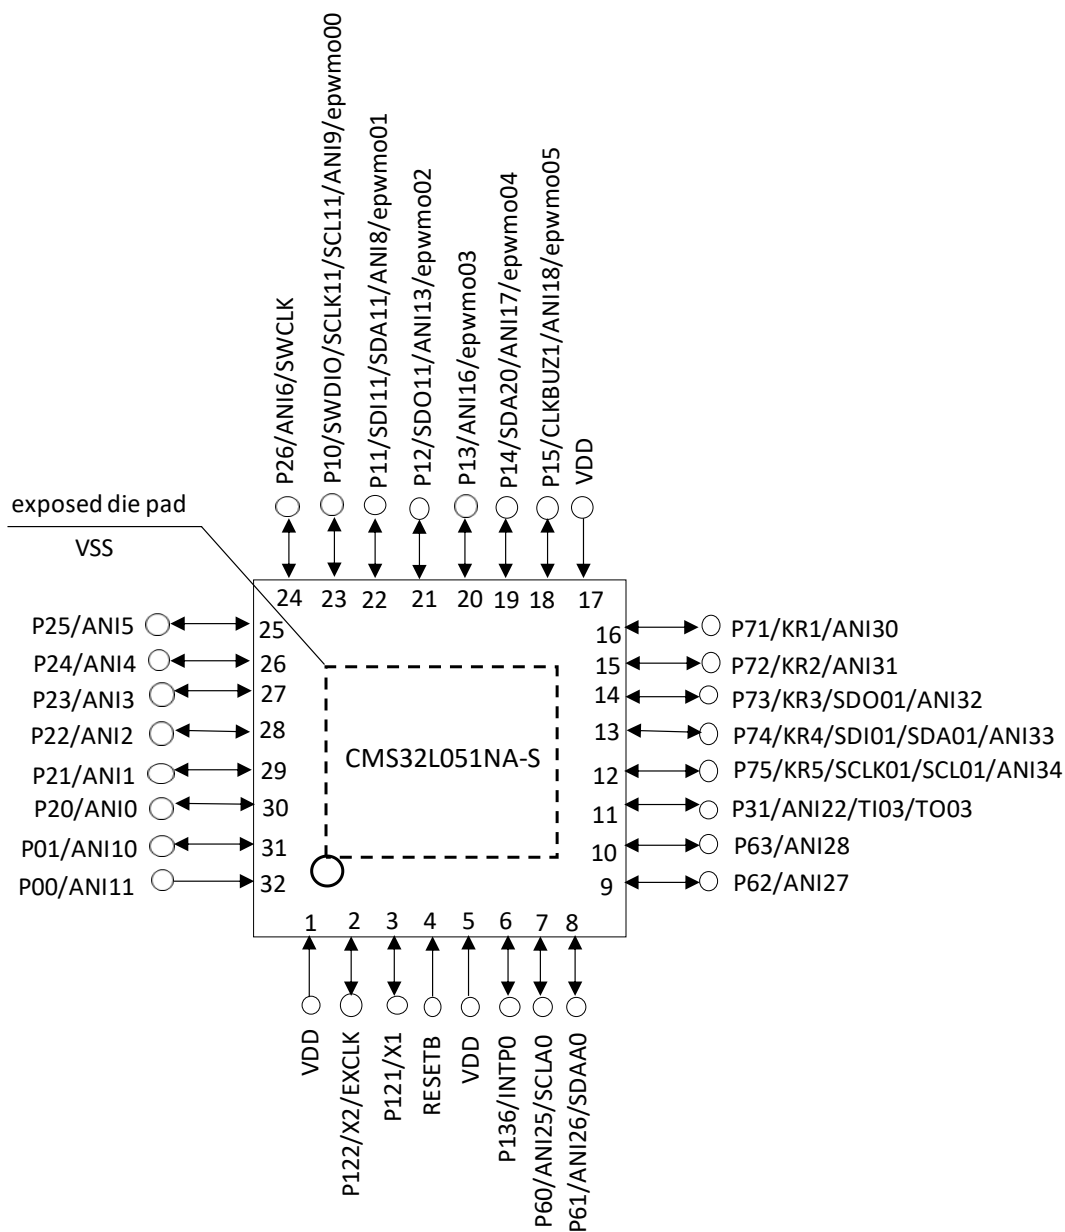 P26/ANI6/SWCLK
P10/SWDIO/SCLK11/SCL11/ANI9/epwmo00
P11/SDI11/SDA11/ANI8/epwmo01
P12/SDO11/ANI13/epwmo02
P13/ANI16/epwmo03
P14/SDA20/ANI17/epwmo04
P15/CLKBUZ1/ANI18/epwmo05
VDD
exposed die pad
VSS
24 23 22 21 20 19 18 17
P25/ANI5 25
P24/ANI4 26
P23/ANI3 27
P22/ANI2 28
P21/ANI1 29
P20/ANI0 30
P01/ANI10 31
P00/ANI11 32
CMS32L051NA-S
16 P71/KR1/ANI30
15 P72/KR2/ANI31
14 P73/KR3/SDO01/ANI32
13 P74/KR4/SDI01/SDA01/ANI33
12 P75/KR5/SCLK01/SCL01/ANI34
11 P31/ANI22/TI03/TO03
10 P63/ANI28
9 P62/ANI27
1 2 3 4 5 6 7 8
VDD
P122/X2/EXCLK
P121/X1
RESETB
VDD
P136/INTP0
P60/ANI25/SCLA0
P61/ANI26/SDAA0